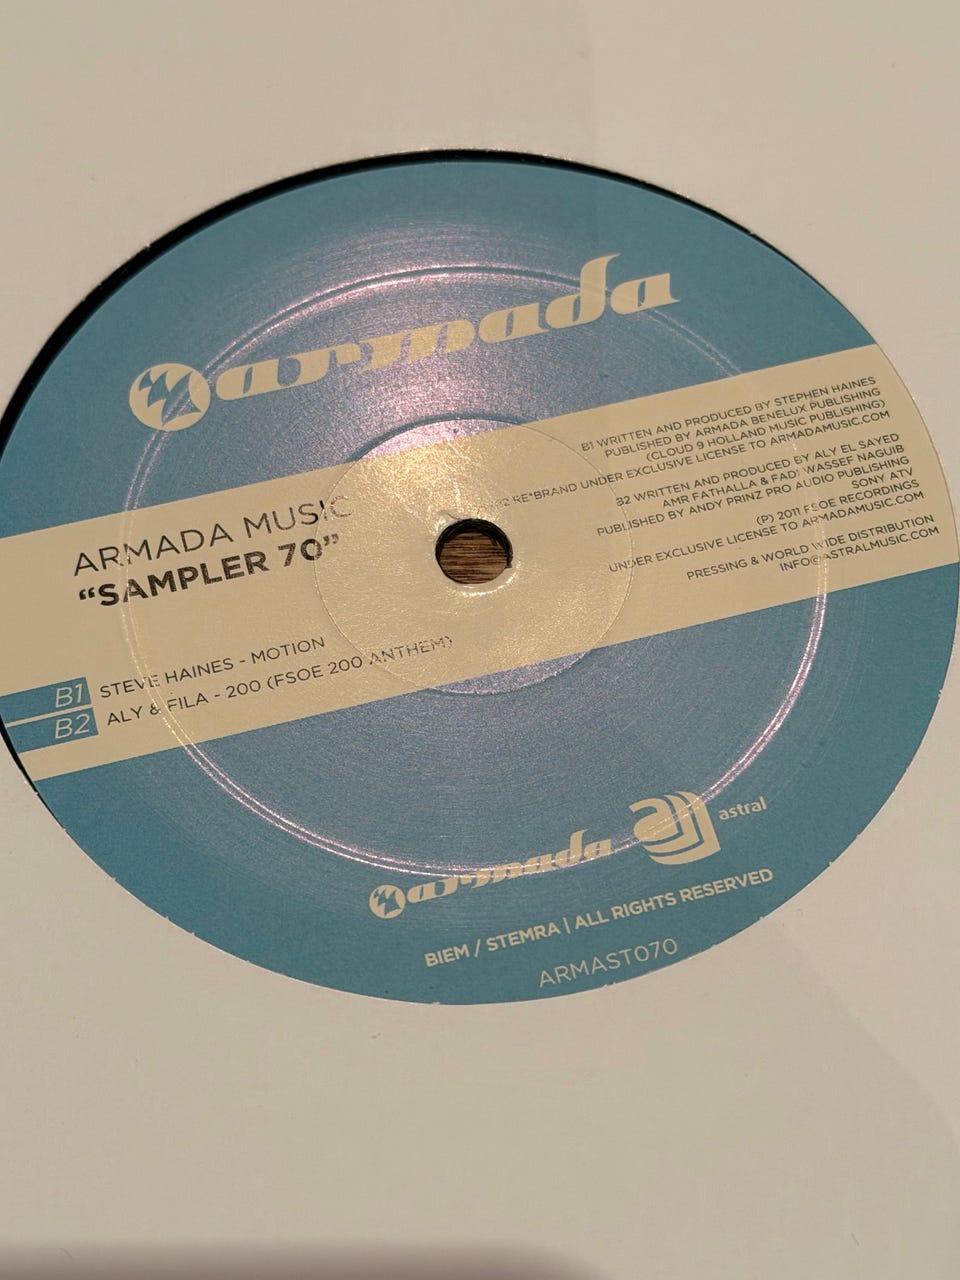 armada
ARMADA MUSIC
“SAMPLER 70”
B1 STEVE HAINES - MOTION
B2 ALY & FILA - 200 (FSOE 200 ANTHEM)
B1 WRITTEN AND PRODUCED BY STEPHEN HAINES
PUBLISHED BY ARMADA BENELUX PUBLISHING
(CLOUD 9 HOLLAND MUSIC PUBLISHING)
RE*BRAND UNDER EXCLUSIVE LICENSE TO ARMADAMUSIC.COM
B2 WRITTEN AND PRODUCED BY ALY EL SAYED
AMR FATHALLA & FADI WASSEF NAGUIB
PUBLISHED BY ANDY PRINZ PRO AUDIO PUBLISHING
SONY ATV
(P) 2011 FSOE RECORDINGS
UNDER EXCLUSIVE LICENSE TO ARMADAMUSIC.COM
PRESSING & WORLD WIDE DISTRIBUTION
INFO@ASTRALMUSIC.COM
armada
astral
BIEM / STEMRA | ALL RIGHTS RESERVED
ARMAST070